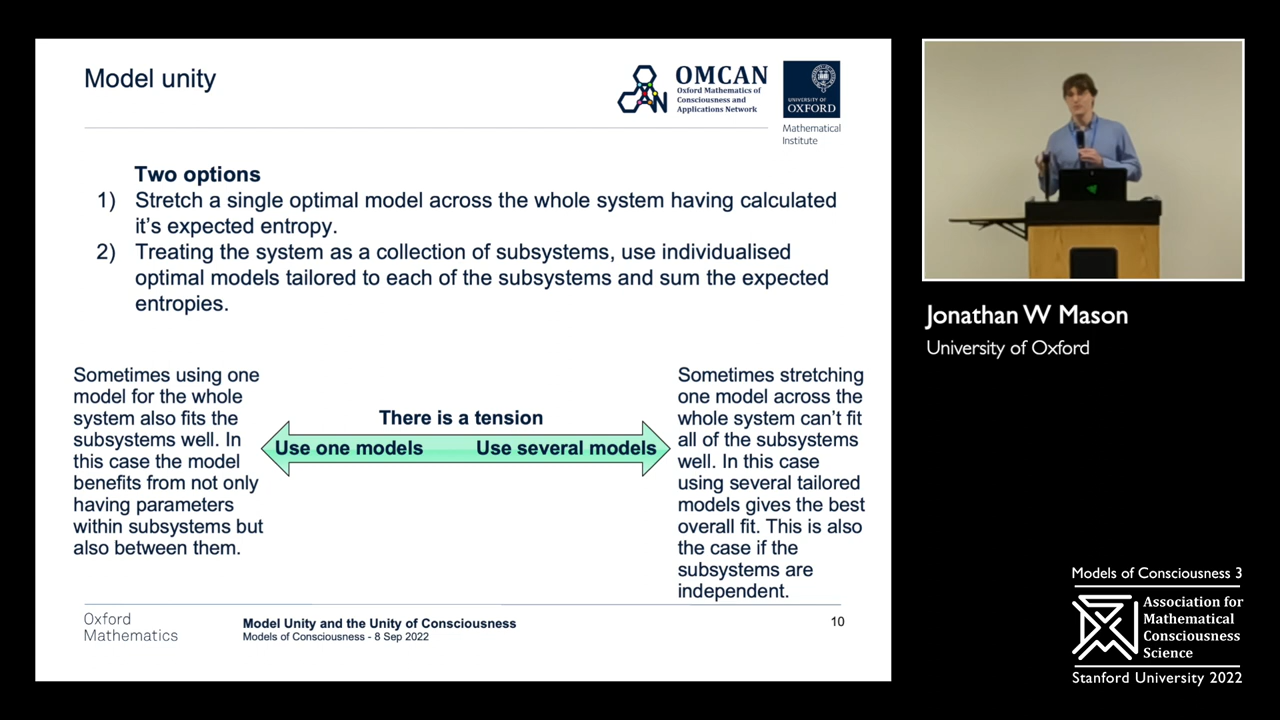 Model unity
OMCAN
Oxford Mathematics of
Consciousness and
Applications Network
UNIVERSITY OF
OXFORD
Mathematical
Institute
Two options
1) Stretch a single optimal model across the whole system having calculated
it's expected entropy.
2) Treating the system as a collection of subsystems, use individualised
optimal models tailored to each of the subsystems and sum the expected
entropies.
Sometimes using one
model for the whole
system also fits the
subsystems well. In
this case the model
benefits from not only
having parameters
within subsystems but
also between them.
There is a tension
Use one models
Use several models
Sometimes stretching
one model across the
whole system can't fit
all of the subsystems
well. In this case
using several tailored
models gives the best
overall fit. This is also
the case if the
subsystems are
independent.
Oxford
Mathematics
Model Unity and the Unity of Consciousness
Models of Consciousness - 8 Sep 2022
10
Jonathan W Mason
University of Oxford
Models of Consciousness 3
Association for
Mathematical
Consciousness
Science
Stanford University 2022